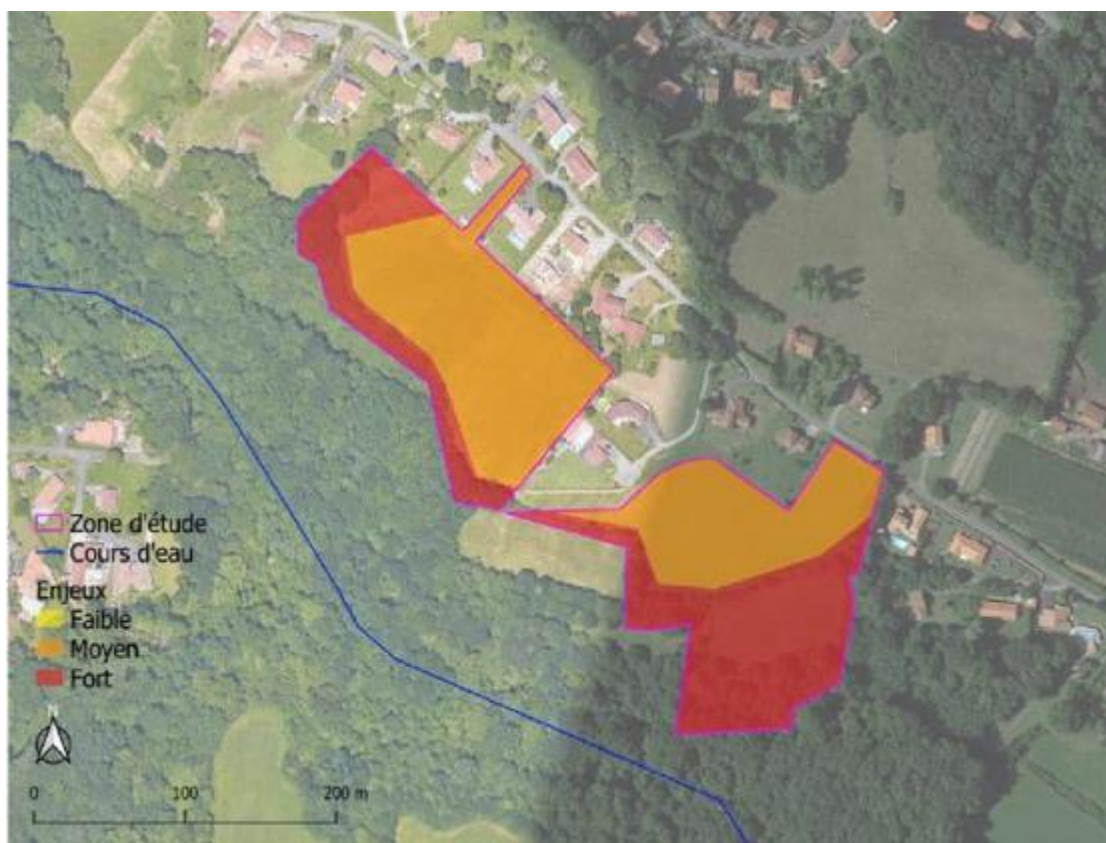 Zone d'étude
Cours d'eau
Enjeux
Faible
Moyen
Fort
N
0 100 200 m